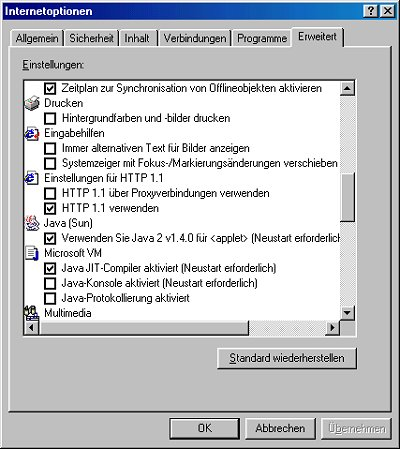 Internetoptionen
Allgemein Sicherheit Inhalt Verbindungen Programme Erweitert
Einstellungen:
Zeitplan zur Synchronisation von Offlineobjekten aktivieren
Drucken
Hintergrundfarben und -bilder drucken
Eingabehilfen
Immer alternativen Text für Bilder anzeigen
Systemzeiger mit Fokus-/Markierungsänderungen verschieben
Einstellungen für HTTP 1.1
HTTP 1.1 über Proxyverbindungen verwenden
HTTP 1.1 verwenden
Java (Sun)
Verwenden Sie Java 2 v1.4.0 für <applet> (Neustart erforderlich
Microsoft VM
Java JIT-Compiler aktiviert (Neustart erforderlich)
Java-Konsole aktiviert (Neustart erforderlich)
Java-Protokollierung aktiviert
Multimedia
Standard wiederherstellen
OK Abbrechen Übernehmen